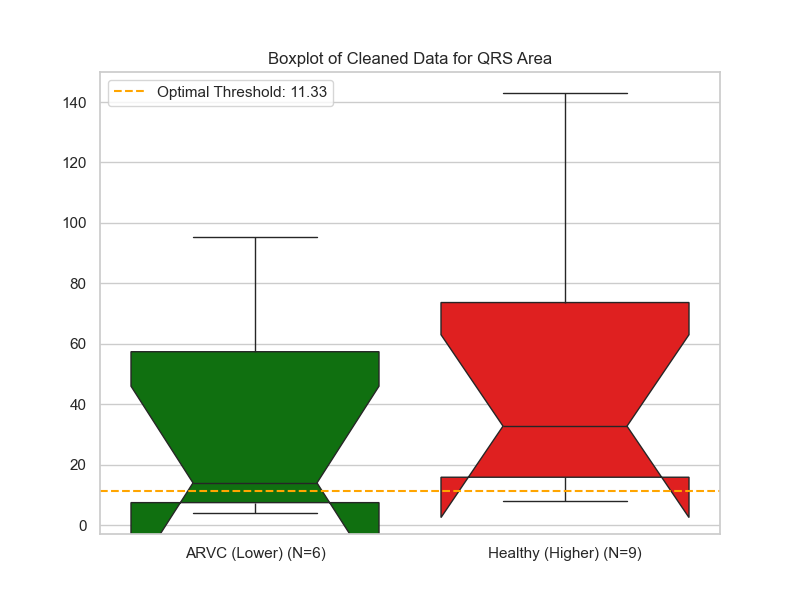 Boxplot of Cleaned Data for QRS Area
Optimal Threshold: 11.33
140
120
100
80
60
40
20
0
ARVC (Lower) (N=6)
Healthy (Higher) (N=9)